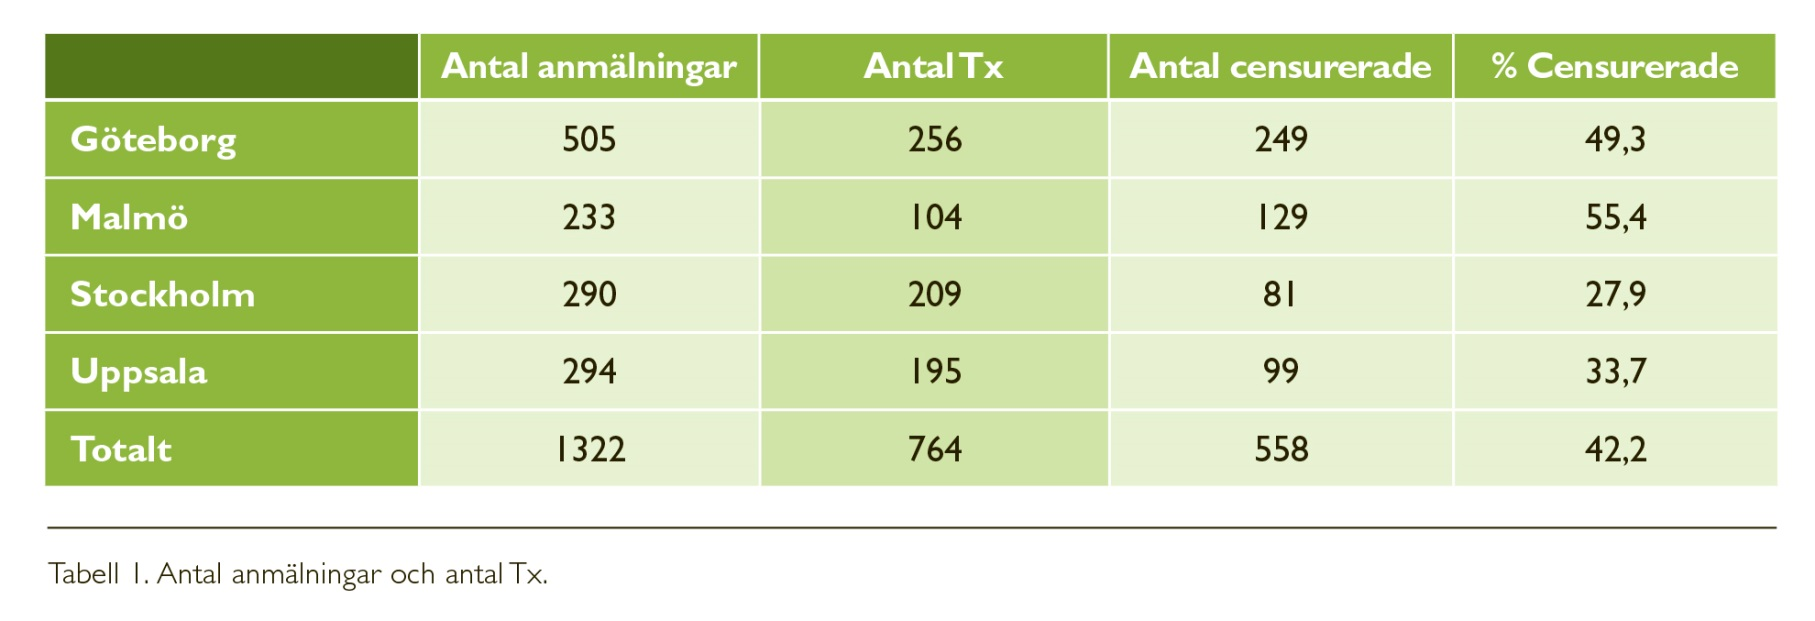 Antal anmälningar Antal Tx Antal censurerade % Censurerade
Göteborg 505 256 249 49,3
Malmö 233 104 129 55,4
Stockholm 290 209 81 27,9
Uppsala 294 195 99 33,7
Totalt 1322 764 558 42,2
Tabell 1. Antal anmälningar och antal Tx.